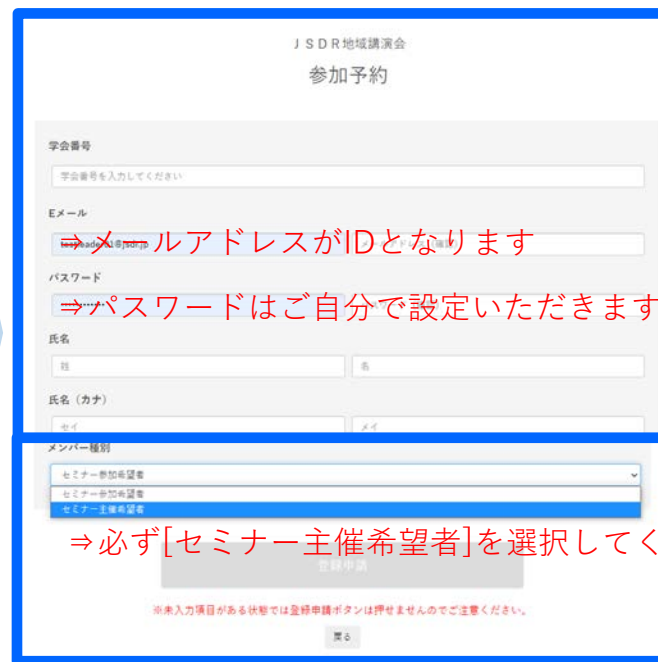 ＪＳＤＲ地域講演会
参加予約
学会番号
学会番号を入力してください
Eメール
⇒メールアドレスがIDとなります
パスワード
⇒パスワードはご自分で設定いただきます
氏名
姓 名
氏名（カナ）
セイ メイ
メンバー種別
セミナー参加希望者
セミナー参加希望者
セミナー主催希望者
⇒必ず[セミナー主催希望者]を選択してく
登録申請
※未入力項目がある状態では登録申請ボタンは押せませんのでご注意ください。
戻る